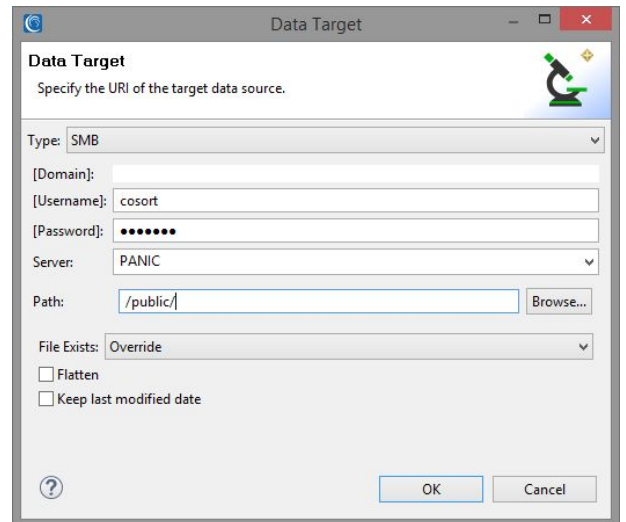 Data Target
Data Target
Specify the URI of the target data source.
Type: SMB
[Domain]:
[Username]: cosort
[Password]: ●●●●●●●
Server: PANIC
Path: /public/ Browse...
File Exists: Override
Flatten
Keep last modified date
? OK Cancel